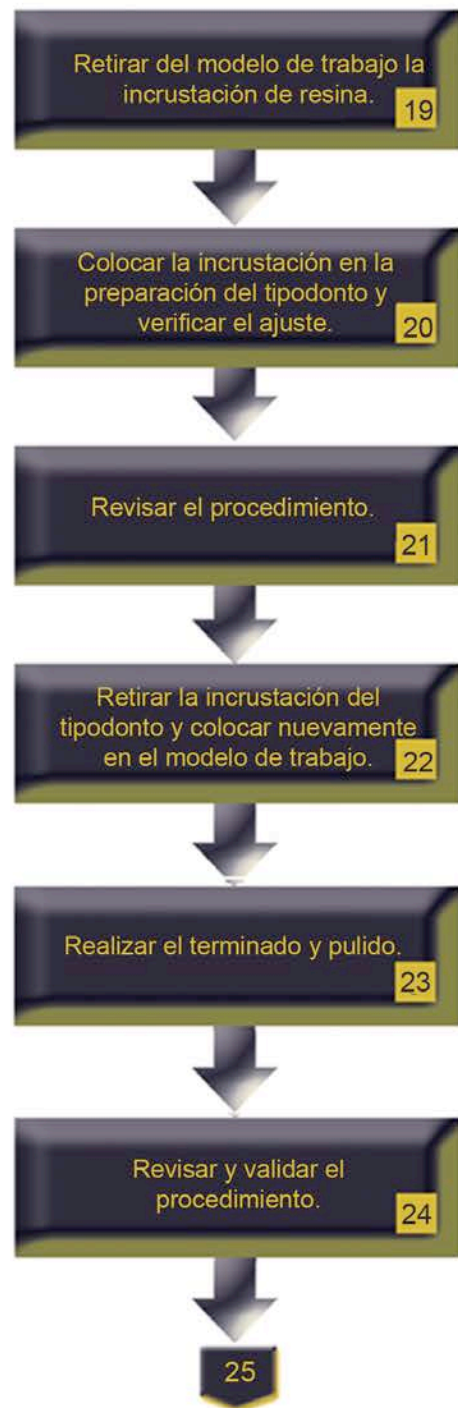 Retirar del modelo de trabajo la
incrustación de resina.
19
Colocar la incrustación en la
preparación del tipodonto y
verificar el ajuste.
20
Revisar el procedimiento.
21
Retirar la incrustación del
tipodonto y colocar nuevamente
en el modelo de trabajo.
22
Realizar el terminado y pulido.
23
Revisar y validar el
procedimiento.
24
25